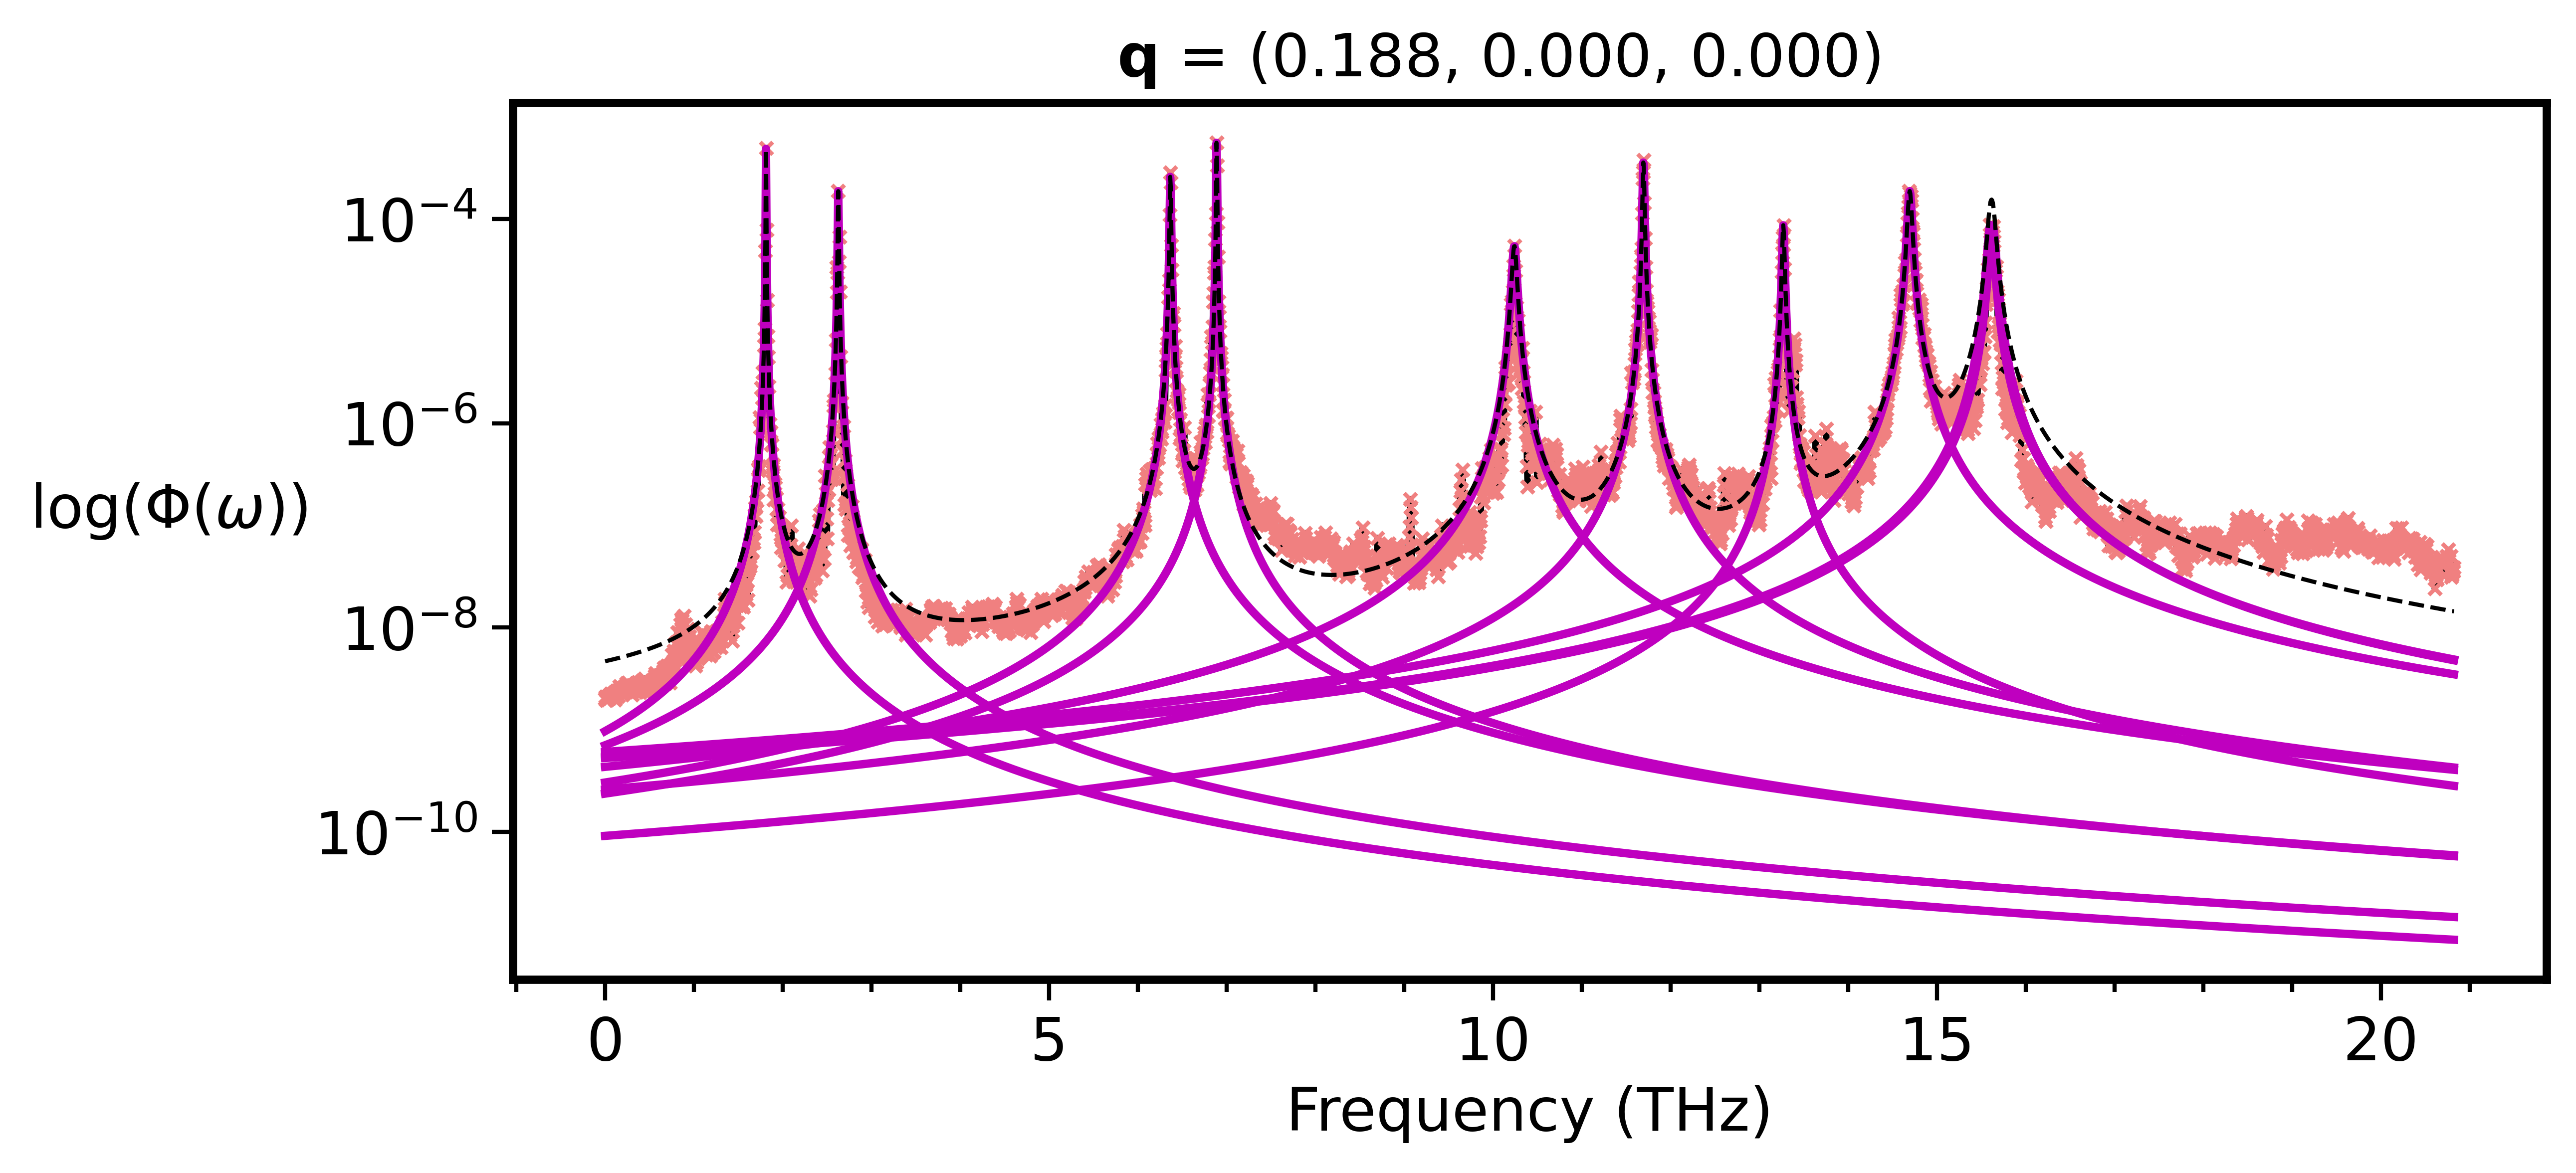 q = (0.188, 0.000, 0.000)
log(Φ(ω))
10⁻⁴
10⁻⁶
10⁻⁸
10⁻¹⁰
0 5 10 15 20
Frequency (THz)